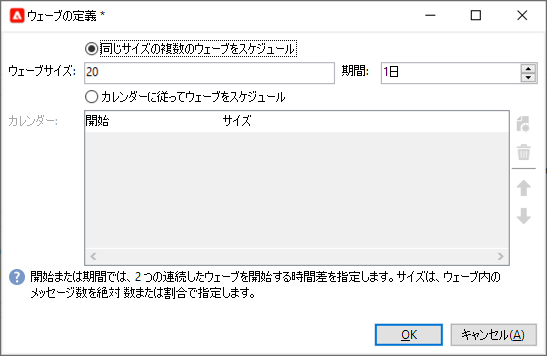 ウェーブの定義 *
同じサイズの複数のウェーブをスケジュール
ウェーブサイズ: 20 期間: 1日
カレンダーに従ってウェーブをスケジュール
カレンダー: 開始 サイズ
開始または期間では、2 つの連続したウェーブを開始する時間差を指定します。サイズは、ウェーブ内の
メッセージ数を絶対 数または割合で指定します。
OK キャンセル(A)